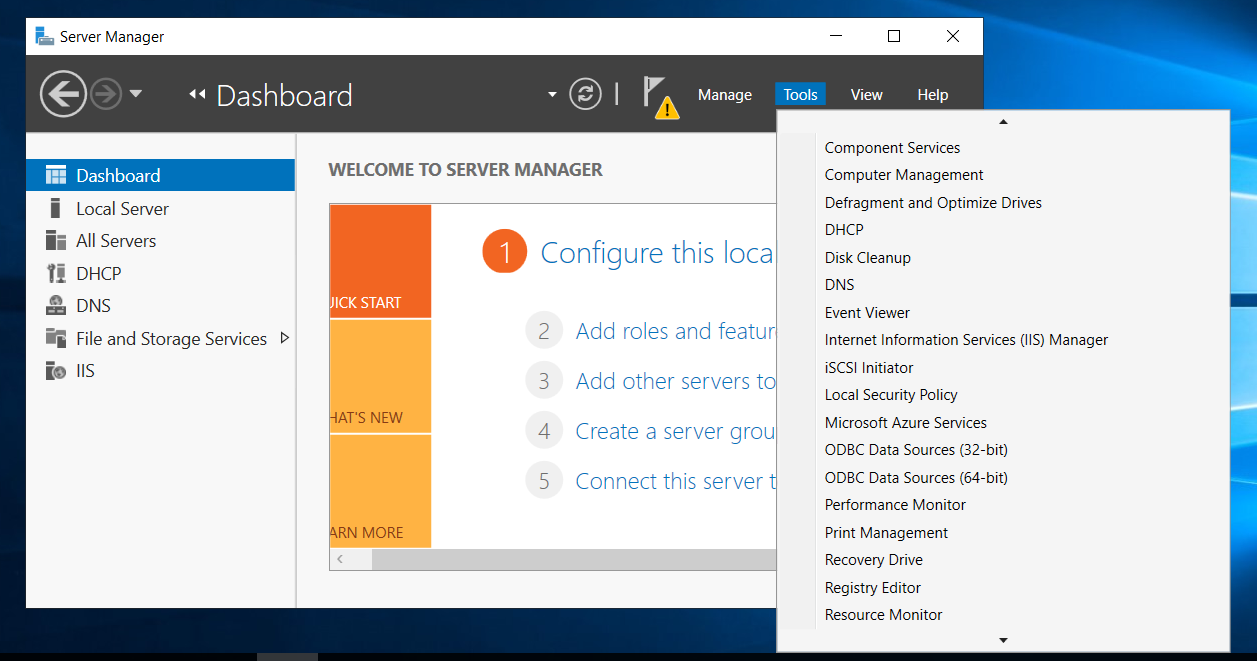 Server Manager
Dashboard
Manage
Tools
View
Help
Dashboard
Local Server
All Servers
DHCP
DNS
File and Storage Services
IIS
WELCOME TO SERVER MANAGER
UICK START
HAT'S NEW
ARN MORE
1 Configure this loca
2 Add roles and featur
3 Add other servers to
4 Create a server grou
5 Connect this server t
Component Services
Computer Management
Defragment and Optimize Drives
DHCP
Disk Cleanup
DNS
Event Viewer
Internet Information Services (IIS) Manager
iSCSI Initiator
Local Security Policy
Microsoft Azure Services
ODBC Data Sources (32-bit)
ODBC Data Sources (64-bit)
Performance Monitor
Print Management
Recovery Drive
Registry Editor
Resource Monitor